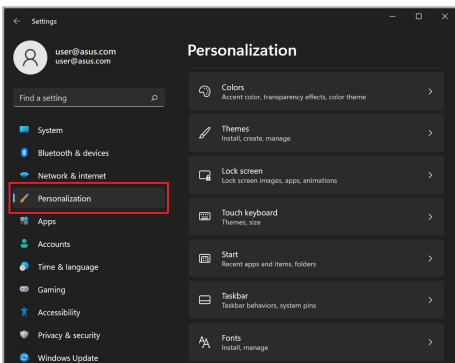 Settings
user@asus.com
user@asus.com
Find a setting
System
Bluetooth & devices
Network & internet
Personalization
Apps
Accounts
Time & language
Gaming
Accessibility
Privacy & security
Windows Update
Personalization
Colors
Accent color, transparency effects, color theme
Themes
Install, create, manage
Lock screen
Lock screen images, apps, animations
Touch keyboard
Themes, size
Start
Recent apps and items, folders
Taskbar
Taskbar behaviors, system pins
Fonts
Install, manage